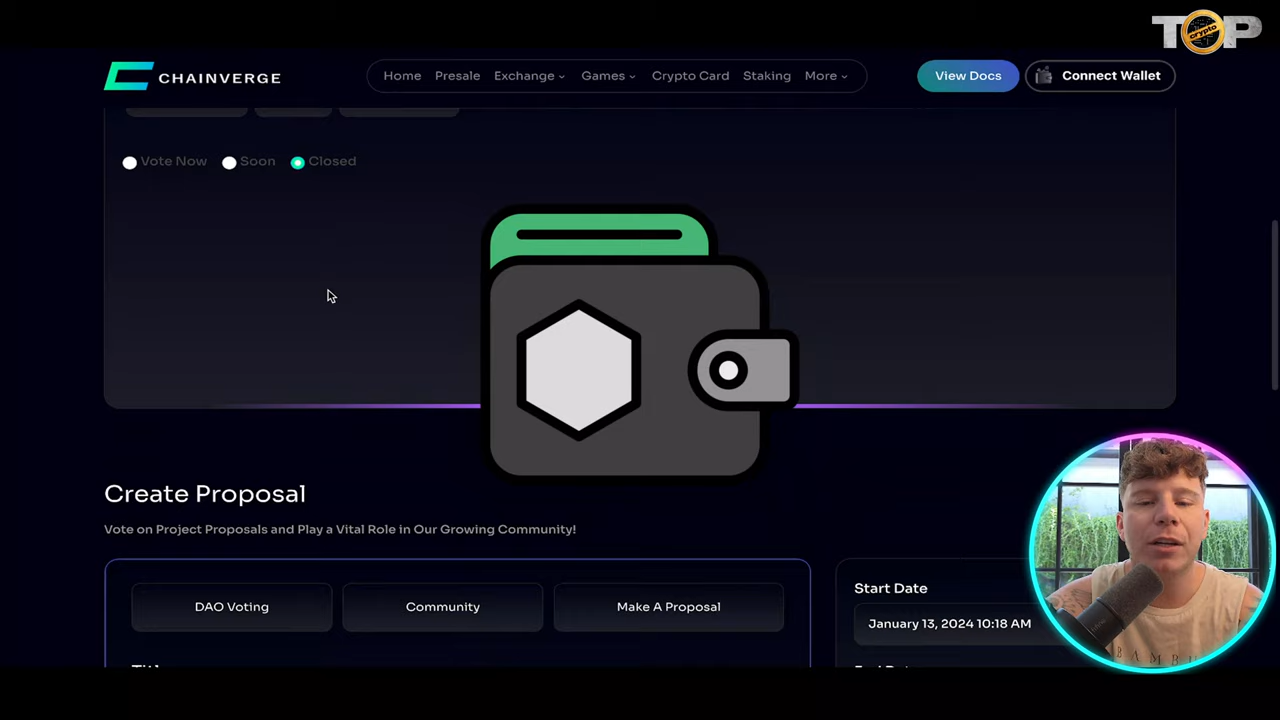 TOP
crypto
CHAINVERGE
Home Presale Exchange Games Crypto Card Staking More
View Docs Connect Wallet
Vote Now Soon Closed
Create Proposal
Vote on Project Proposals and Play a Vital Role in Our Growing Community!
DAO Voting Community Make A Proposal
Start Date
January 13, 2024 10:18 AM